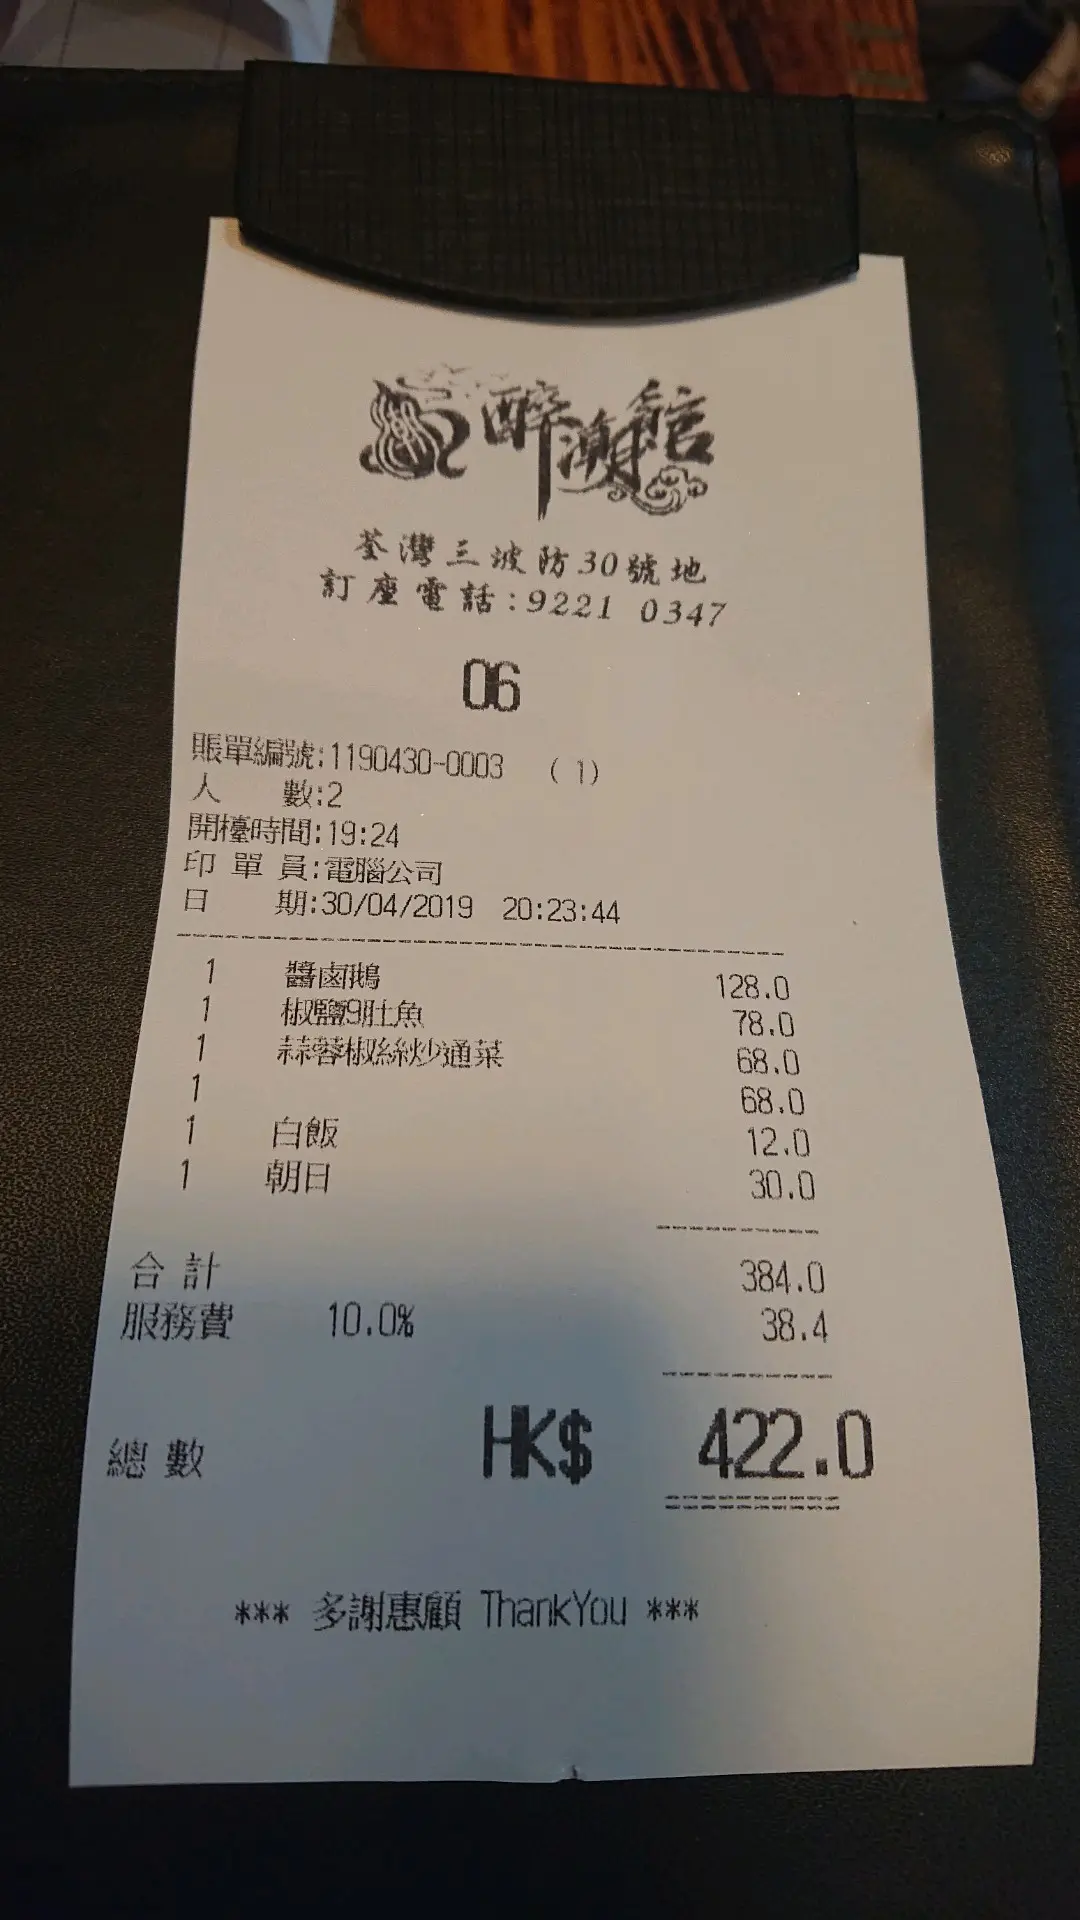 醉潮館
荃灣三坡坊30號地
訂座電話:9221 0347
06
賬單編號:1190430-0003 (1)
人 數:2
開檯時間:19:24
印單員:電腦公司
日 期:30/04/2019 20:23:44
1 醬鹵鵝 128.0
1 椒鹽9肚魚 78.0
1 蒜蓉椒絲炒通菜 68.0
1 68.0
1 白飯 12.0
1 朝日 30.0
合計 384.0
服務費 10.0% 38.4
總數 HK$ 422.0
*** 多謝惠顧 ThankYou ***